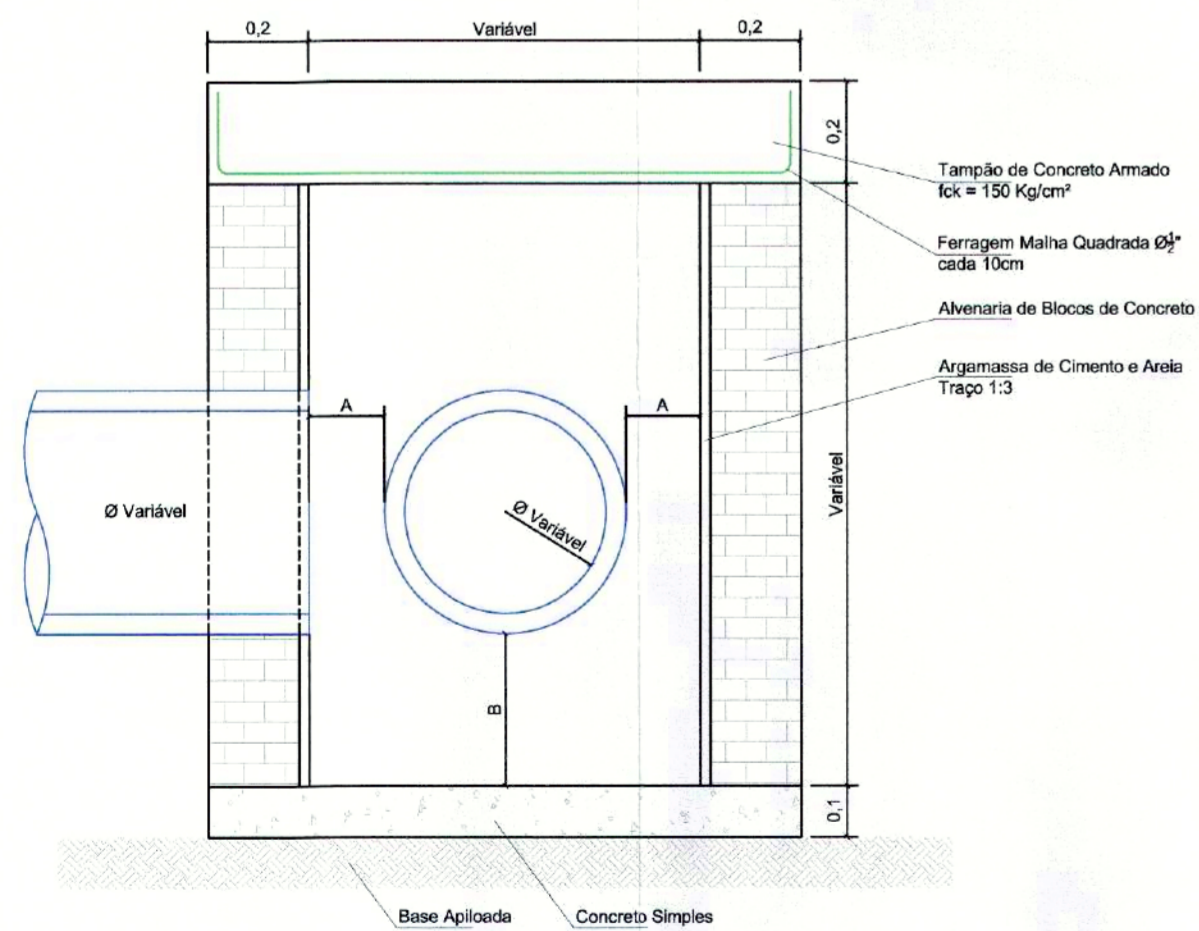 0,2
Variável
0,2
0,2
Tampão de Concreto Armado
fck = 150 Kg/cm²
Ferragem Malha Quadrada Ø½"
cada 10cm
Alvenaria de Blocos de Concreto
Argamassa de Cimento e Areia
Traço 1:3
A
A
Variável
Ø Variável
Ø Variável
B
0,1
Base Apiloada
Concreto Simples